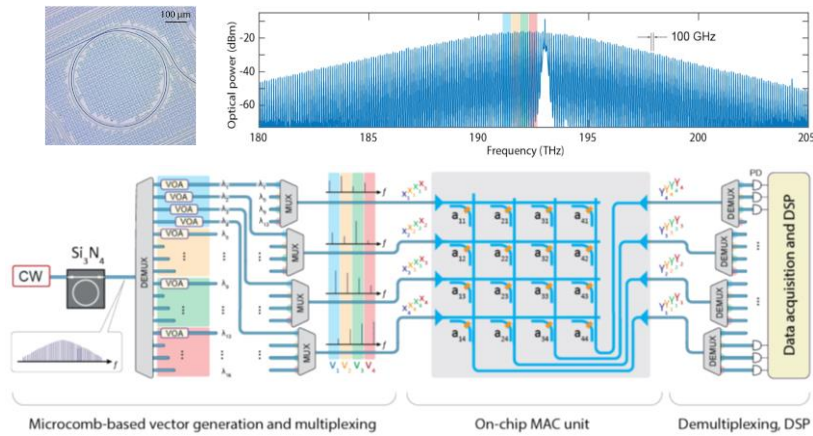 100 μm
Optical power (dBm)
-20
-40
-60
100 GHz
180
185
190
195
200
205
Frequency (THz)
CW
Si₃N₄
f
DEMUX
VOA
VOA
VOA
VOA
VOA
VOA
VOA
MUX
MUX
MUX
MUX
f
f
f
f
V₁ V₂ V₃ V₄
a₁₁ a₂₁ a₃₁ a₄₁
a₁₂ a₂₂ a₃₂ a₄₂
a₁₃ a₂₃ a₃₃ a₄₃
a₁₄ a₂₄ a₃₄ a₄₄
DEMUX
DEMUX
DEMUX
DEMUX
PD
Data acquisition and DSP
Microcomb-based vector generation and multiplexing
On-chip MAC unit
Demultiplexing, DSP